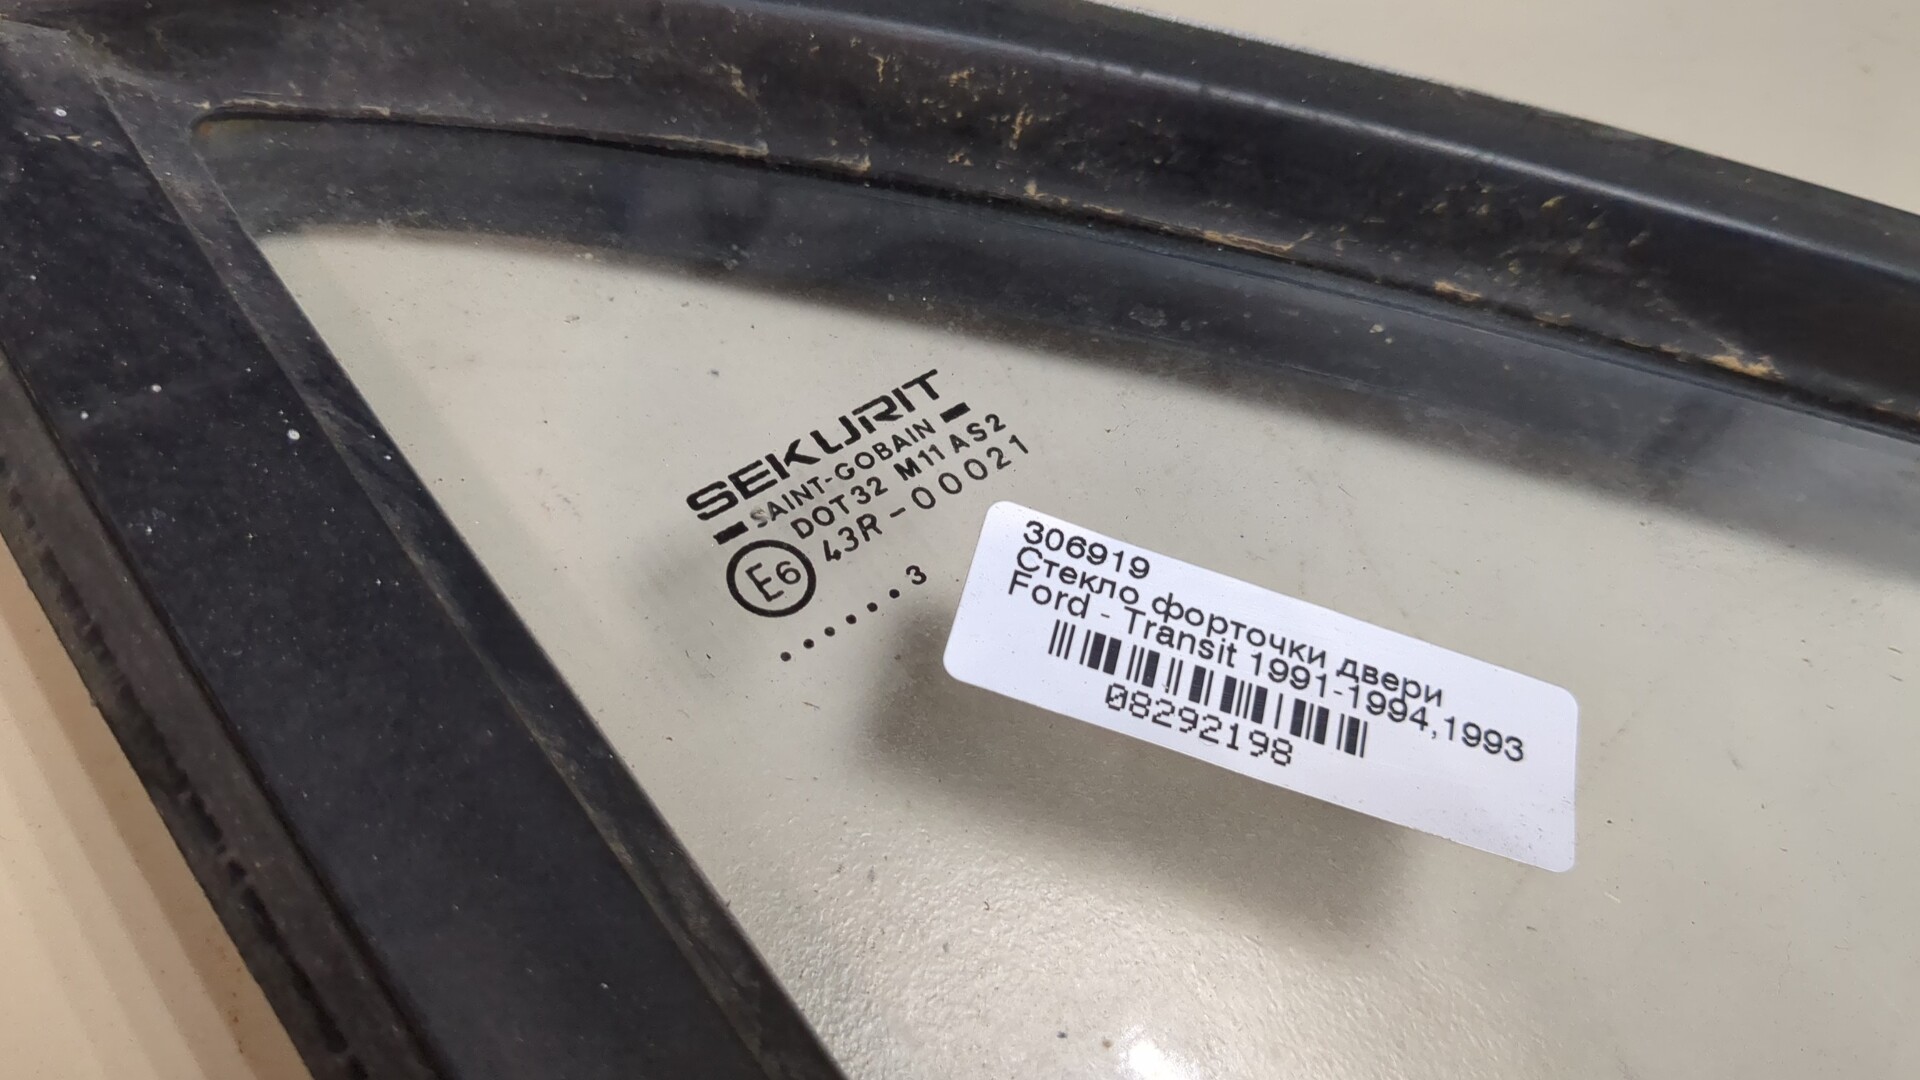 SEKURIT
SAINT-GOBAIN
DOT32 M11 AS2
43R-00021
E6
. . . . . . 3
306919
Стекло форточки двери
Ford - Transit 1991-1994,1993
08292198